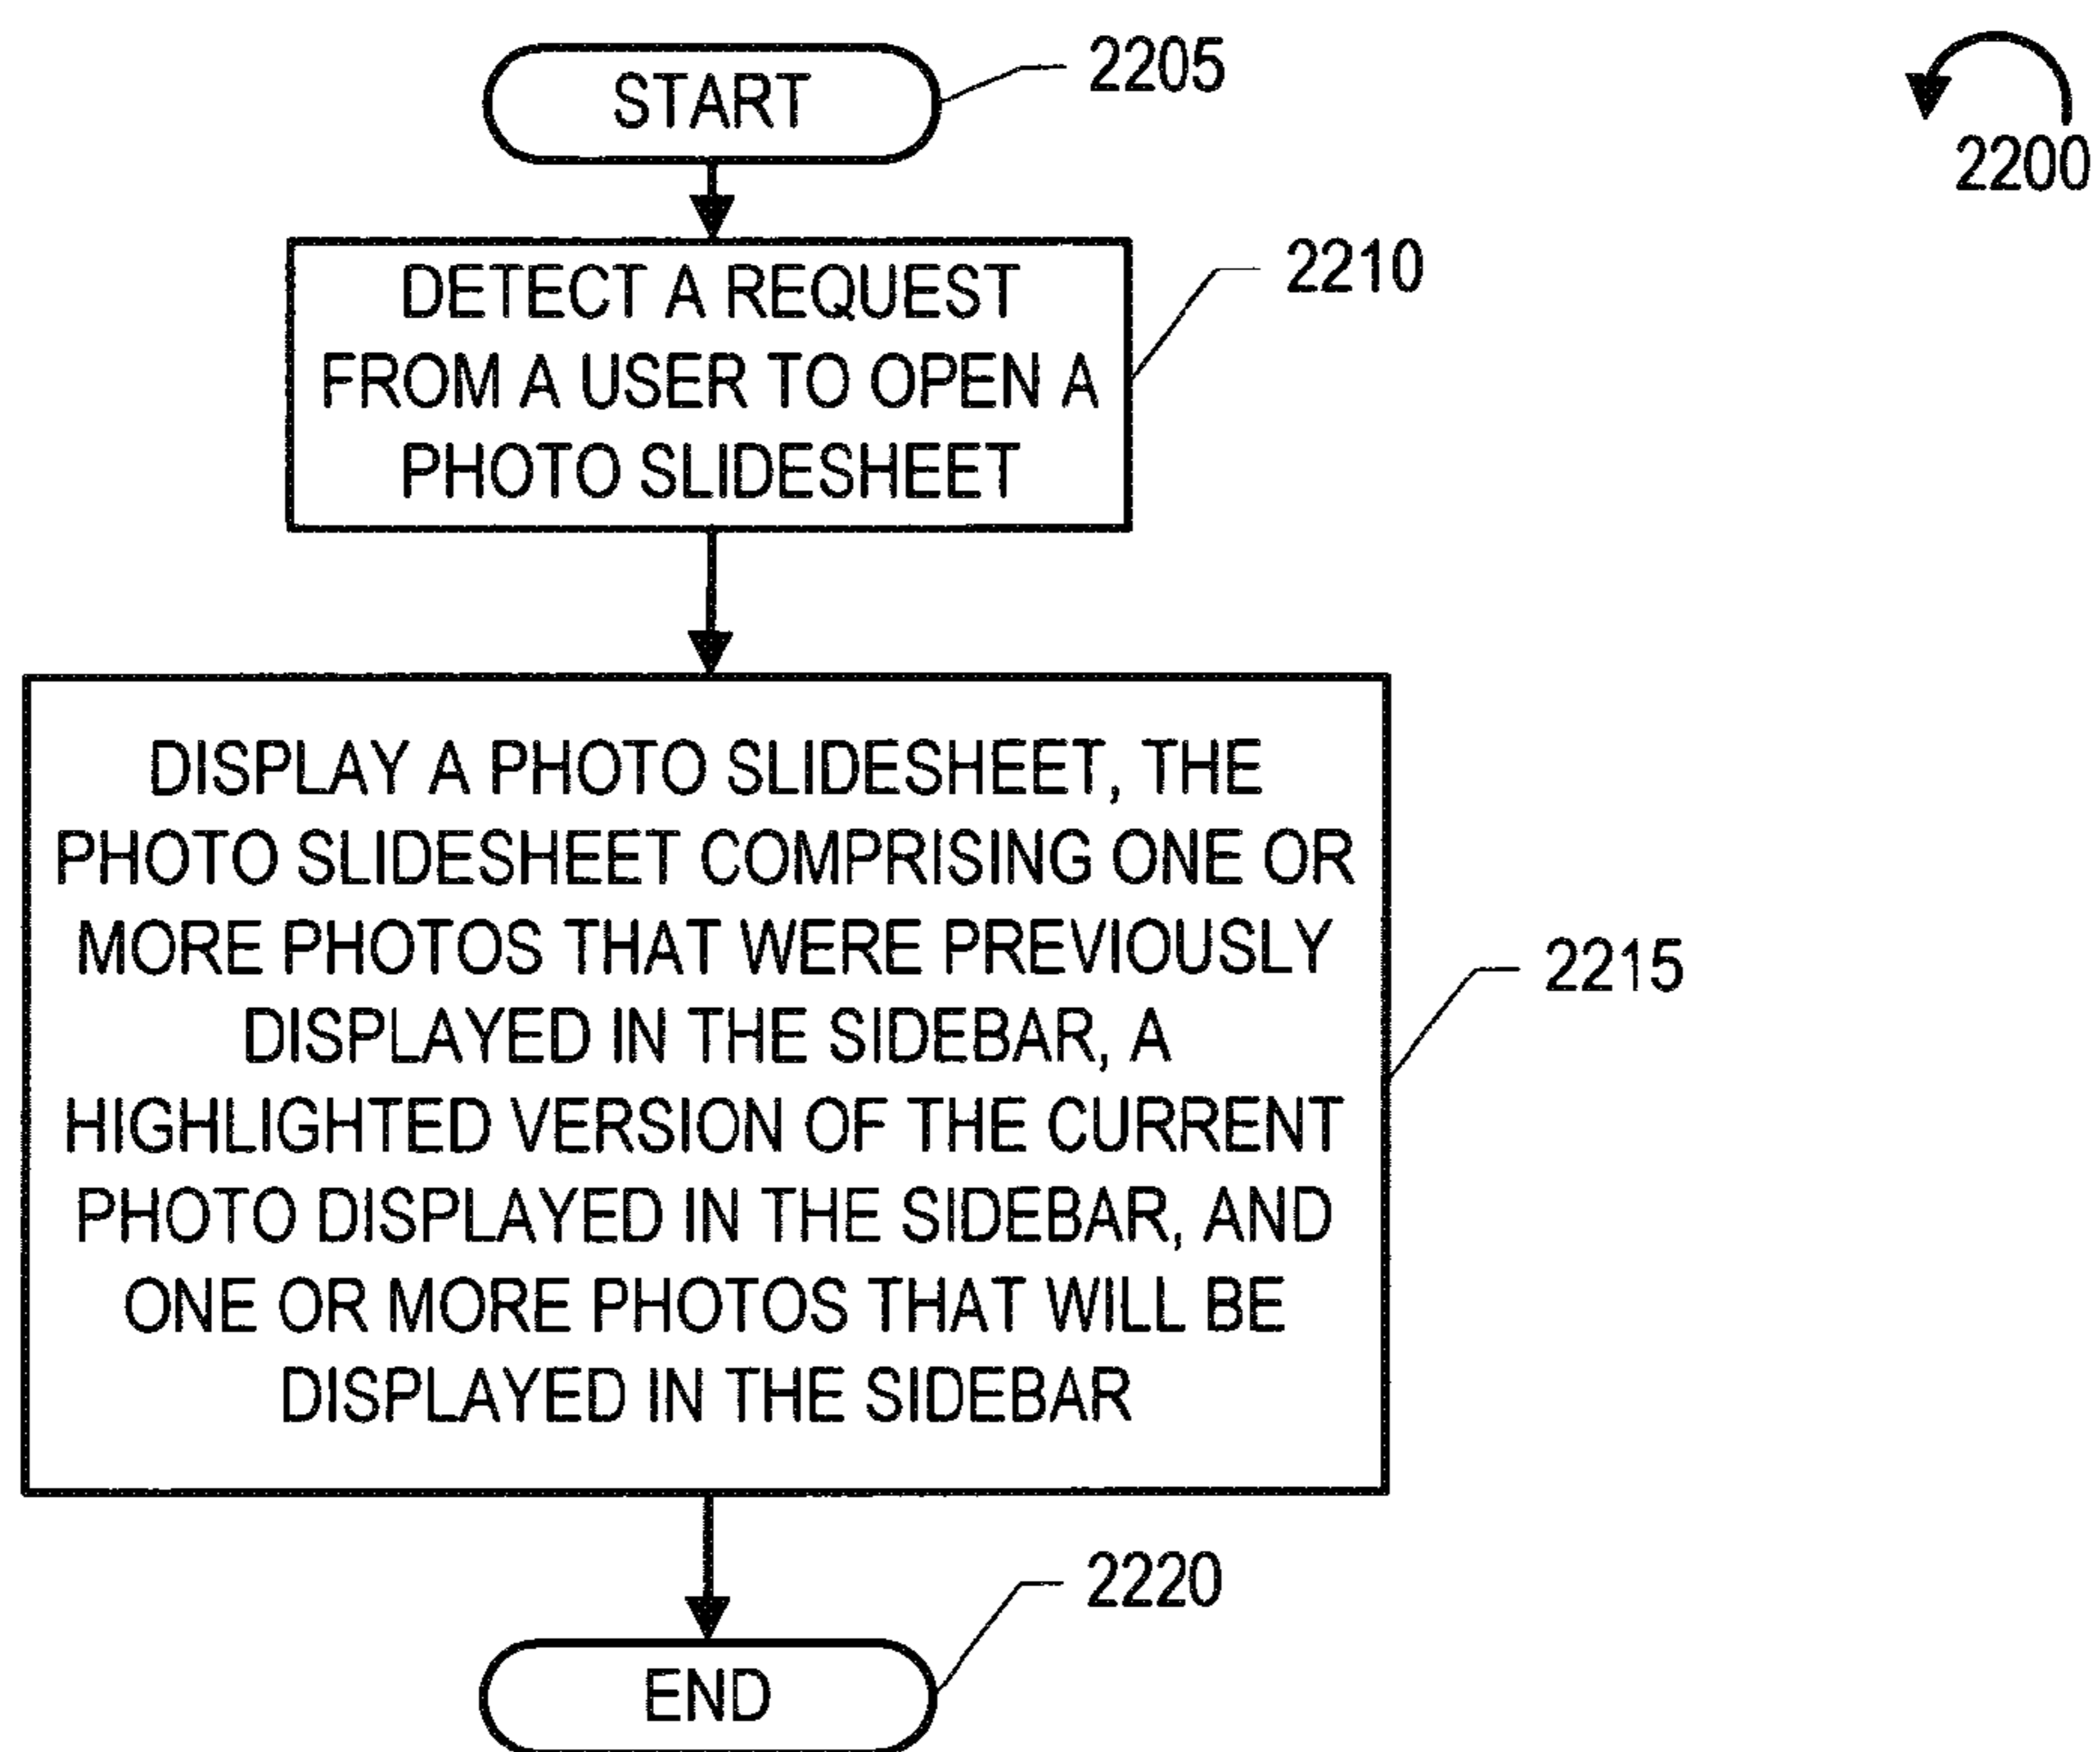 START
2205
2200
DETECT A REQUEST
FROM A USER TO OPEN A
PHOTO SLIDESHEET
2210
DISPLAY A PHOTO SLIDESHEET, THE
PHOTO SLIDESHEET COMPRISING ONE OR
MORE PHOTOS THAT WERE PREVIOUSLY
DISPLAYED IN THE SIDEBAR, A
HIGHLIGHTED VERSION OF THE CURRENT
PHOTO DISPLAYED IN THE SIDEBAR, AND
ONE OR MORE PHOTOS THAT WILL BE
DISPLAYED IN THE SIDEBAR
2215
END
2220